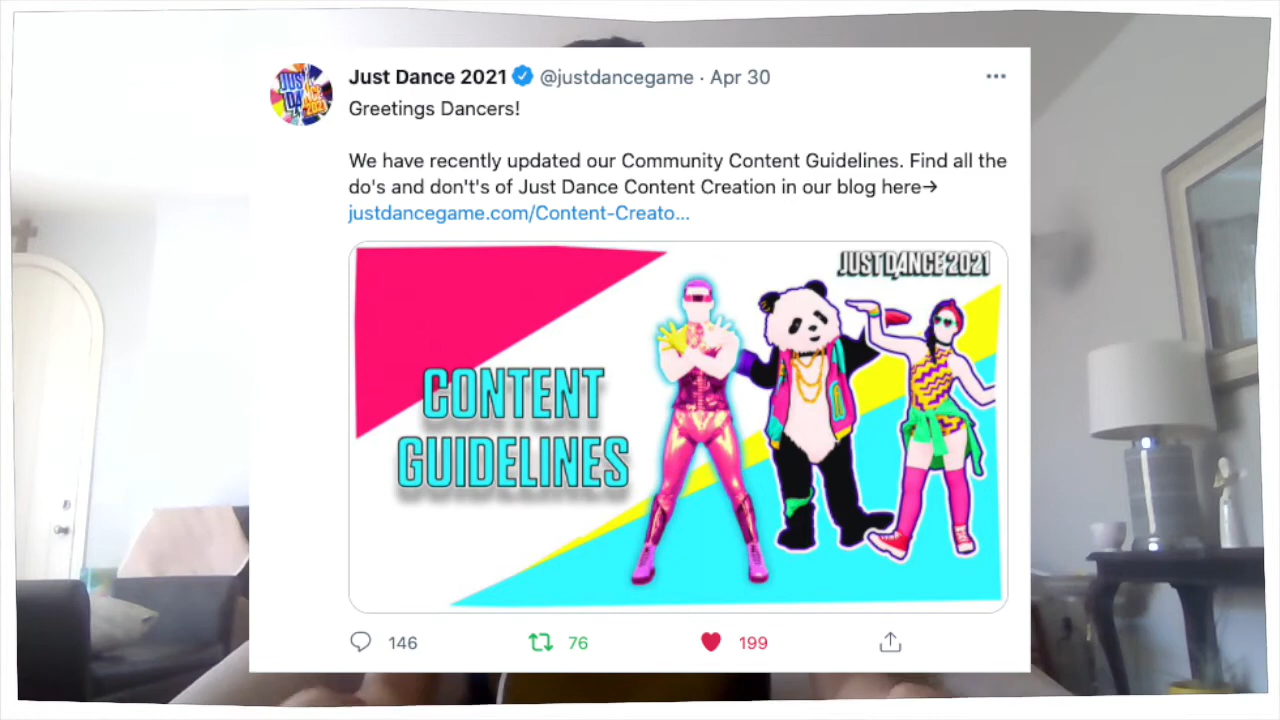 Just Dance 2021 @justdancegame · Apr 30
Greetings Dancers!
We have recently updated our Community Content Guidelines. Find all the
do's and don't's of Just Dance Content Creation in our blog here→
justdancegame.com/Content-Creato...
JUST DANCE 2021
CONTENT
GUIDELINES
146 76 199